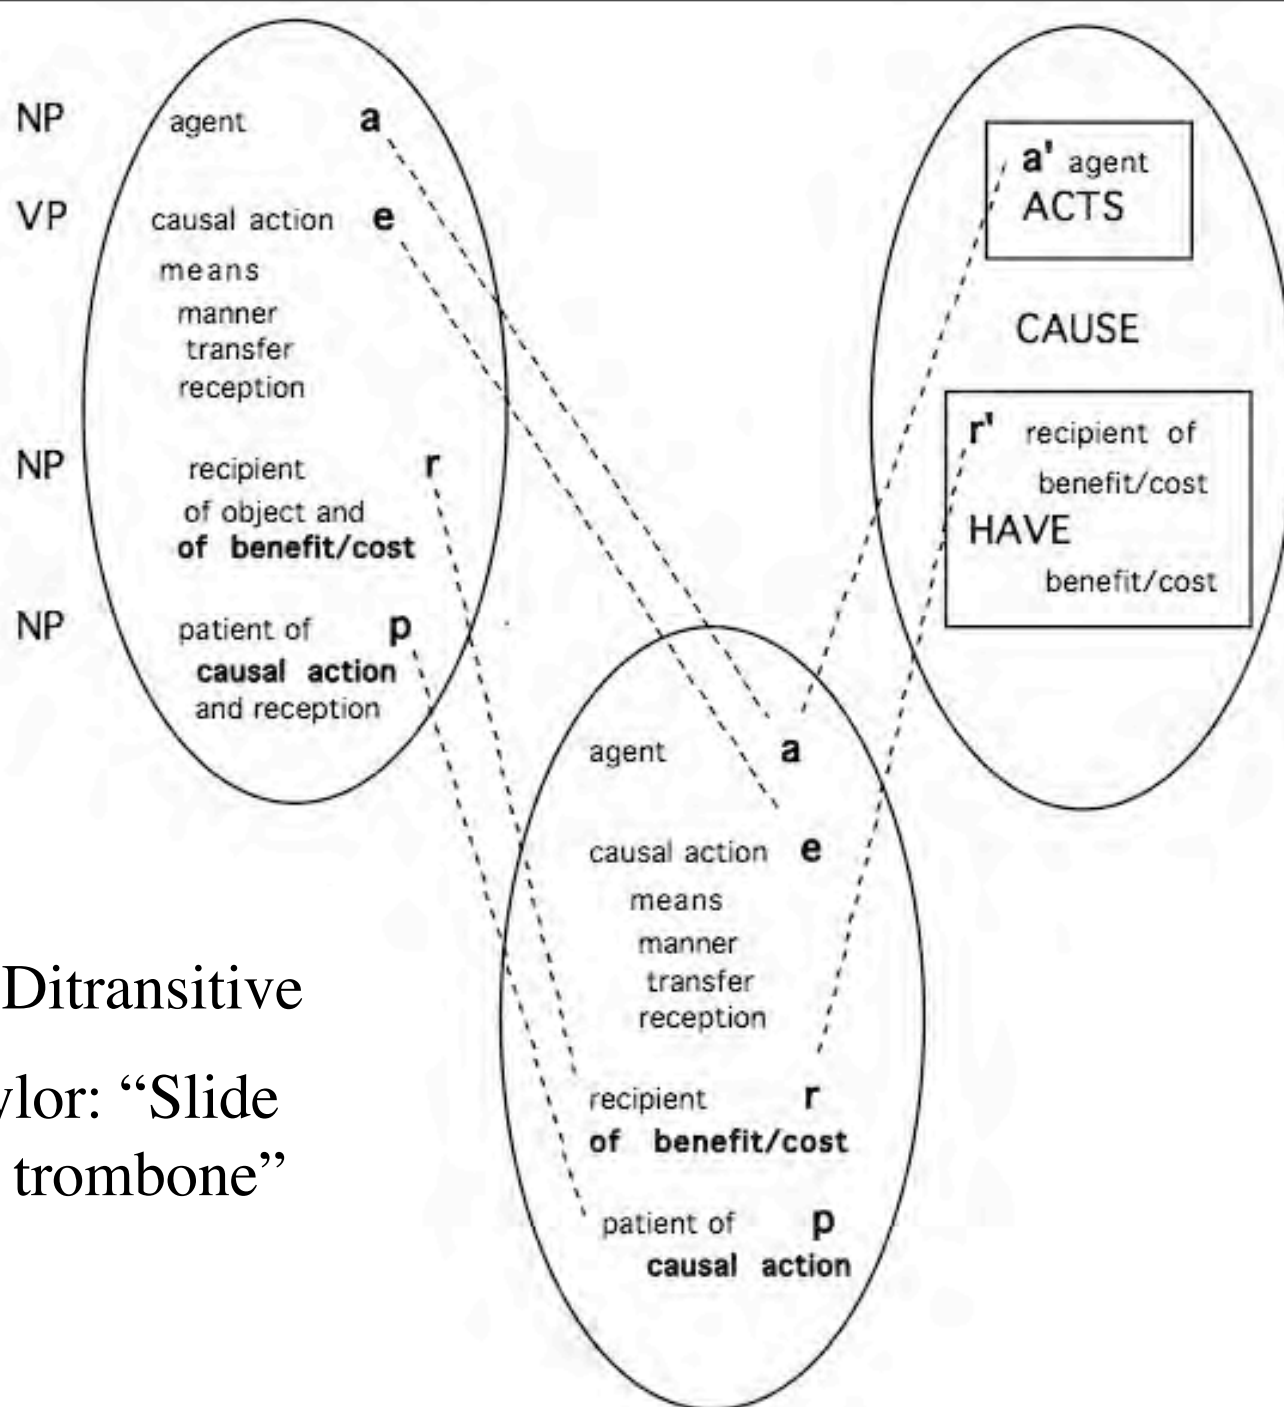 NP agent a
VP causal action e
means
manner
transfer
reception
NP recipient r
of object and
of benefit/cost
NP patient of p
causal action
and reception
a' agent
ACTS
CAUSE
r' recipient of
benefit/cost
HAVE
benefit/cost
agent a
causal action e
means
manner
transfer
reception
recipient r
of benefit/cost
patient of p
causal action
Ditransitive
“Slide
trombone”